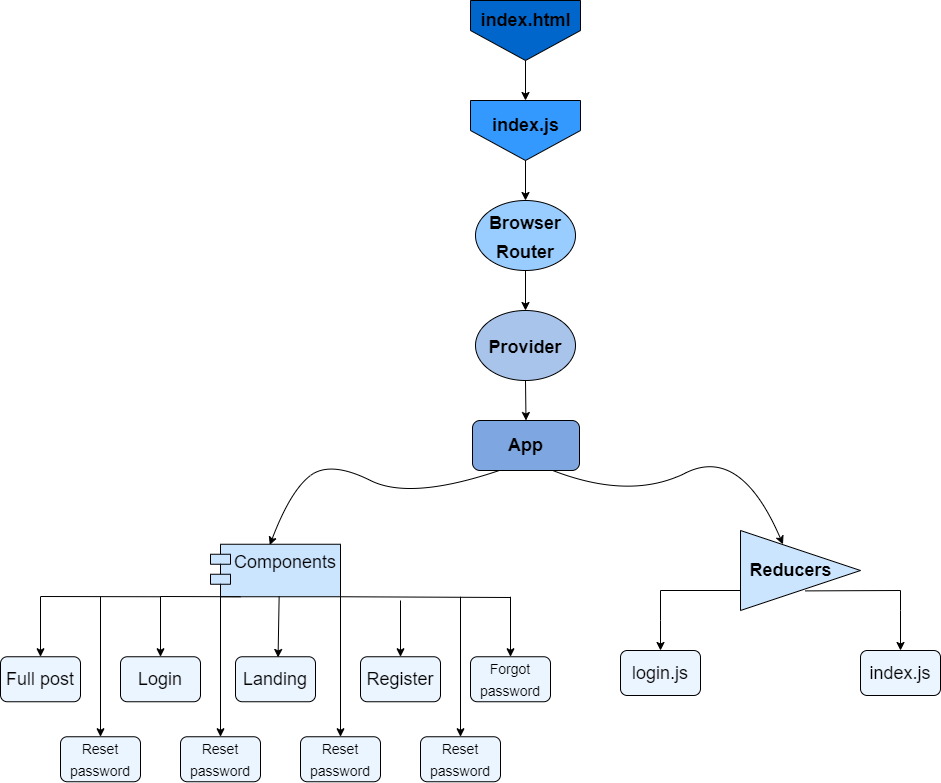 index.html
index.js
Browser
Router
Provider
App
Components
Reducers
Full post
Login
Landing
Register
Forgot
password
login.js
index.js
Reset
password
Reset
password
Reset
password
Reset
password